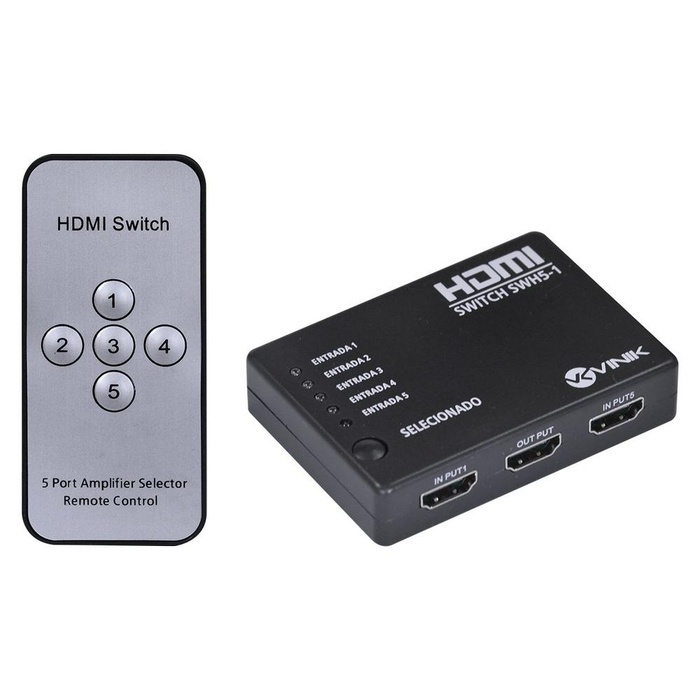 HDMI Switch
1
2 3 4
5
5 Port Amplifier Selector
Remote Control
HDMI
SWITCH SWH5-1
ENTRADA 1
ENTRADA 2
ENTRADA 3
ENTRADA 4
ENTRADA 5
SELECIONADO
VINIK
IN PUT1
OUT PUT
IN PUT5